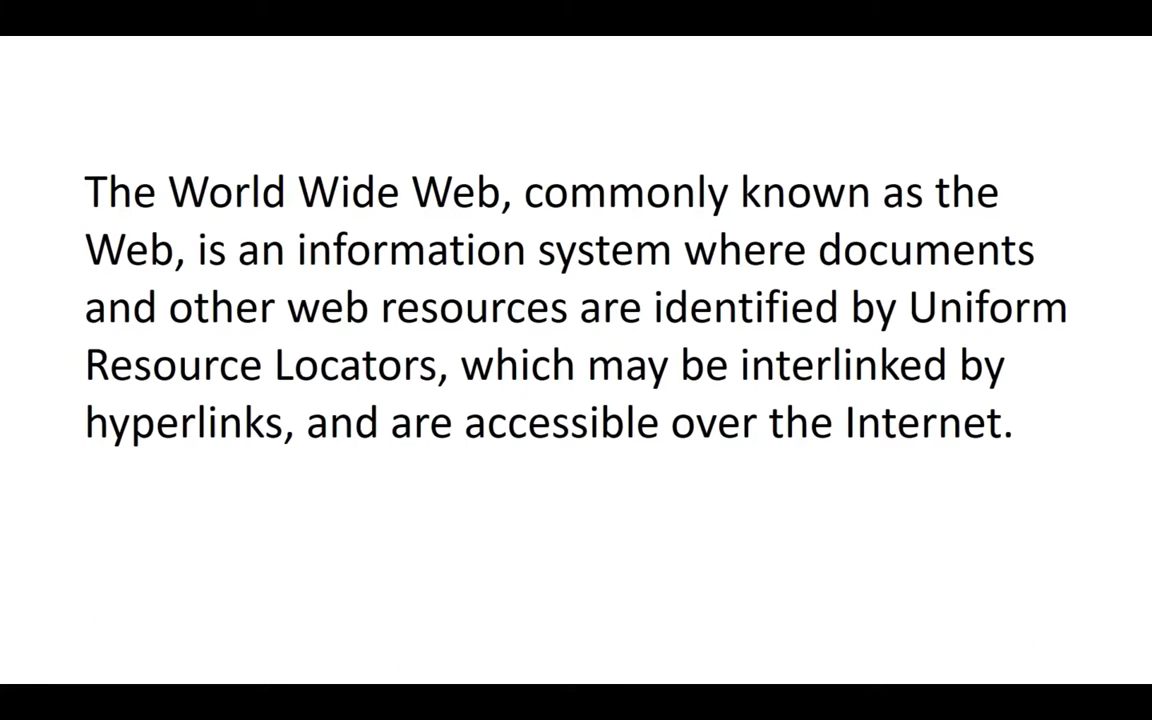 The World Wide Web, commonly known as the
Web, is an information system where documents
and other web resources are identified by Uniform
Resource Locators, which may be interlinked by
hyperlinks, and are accessible over the Internet.